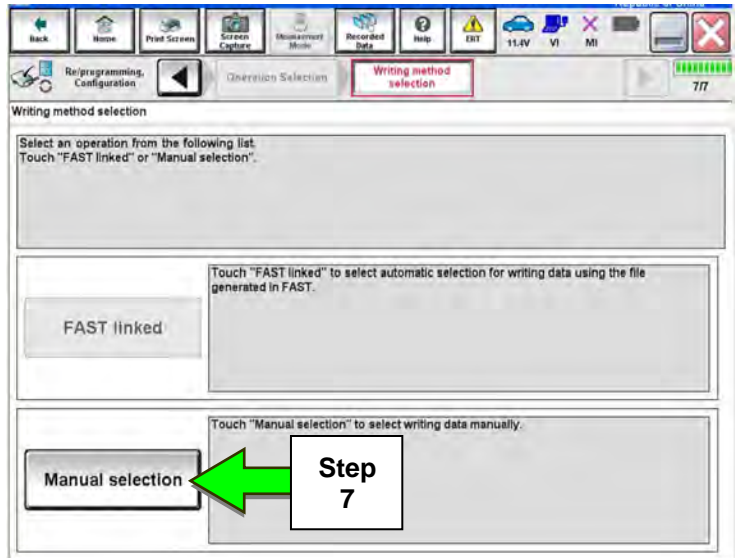 Republic of China
Back
Home
Print Screen
Screen
Capture
Measurement
Mode
Recorded
Data
Help
ERT
11.4V
VI
MI
Re/programming,
Configuration
Operation Selection
Writing method
selection
7/7
Writing method selection
Select an operation from the following list.
Touch "FAST linked" or "Manual selection".
FAST linked
Touch "FAST linked" to select automatic selection for writing data using the file
generated in FAST.
Manual selection
Touch "Manual selection" to select writing data manually.
Step
7